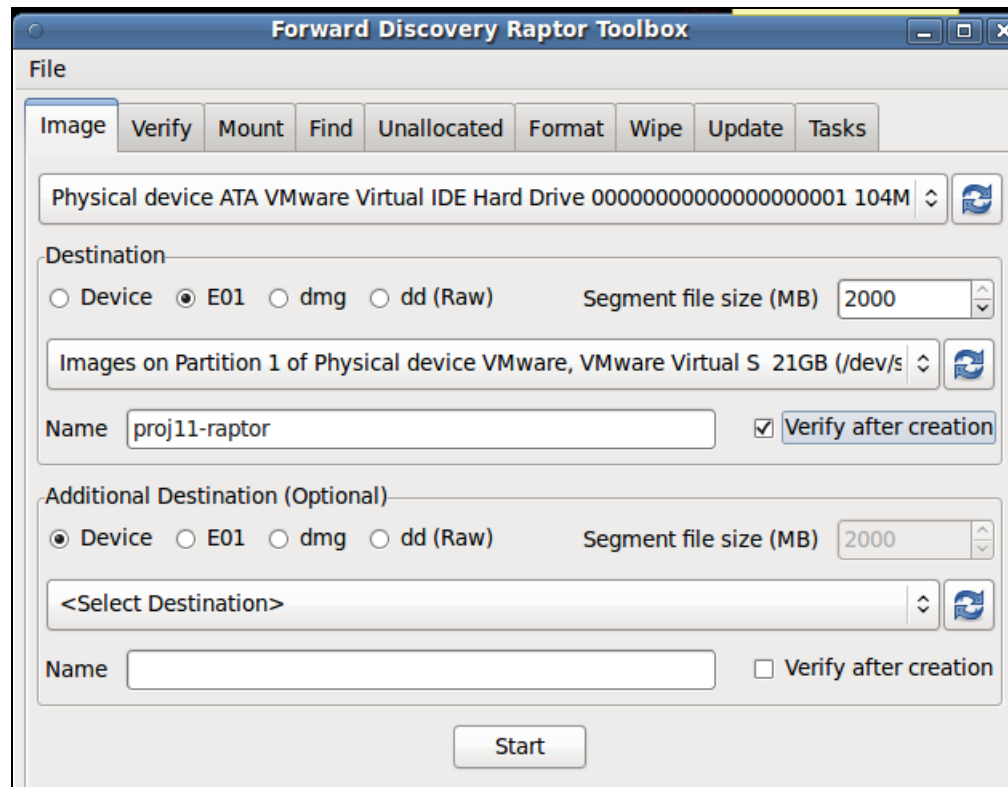 Forward Discovery Raptor Toolbox
File
Image Verify Mount Find Unallocated Format Wipe Update Tasks
Physical device ATA VMware Virtual IDE Hard Drive 00000000000000000001 104M
Destination
Device E01 dmg dd (Raw) Segment file size (MB) 2000
Images on Partition 1 of Physical device VMware, VMware Virtual S 21GB (/dev/s
Name proj11-raptor Verify after creation
Additional Destination (Optional)
Device E01 dmg dd (Raw) Segment file size (MB) 2000
<Select Destination>
Name Verify after creation
Start